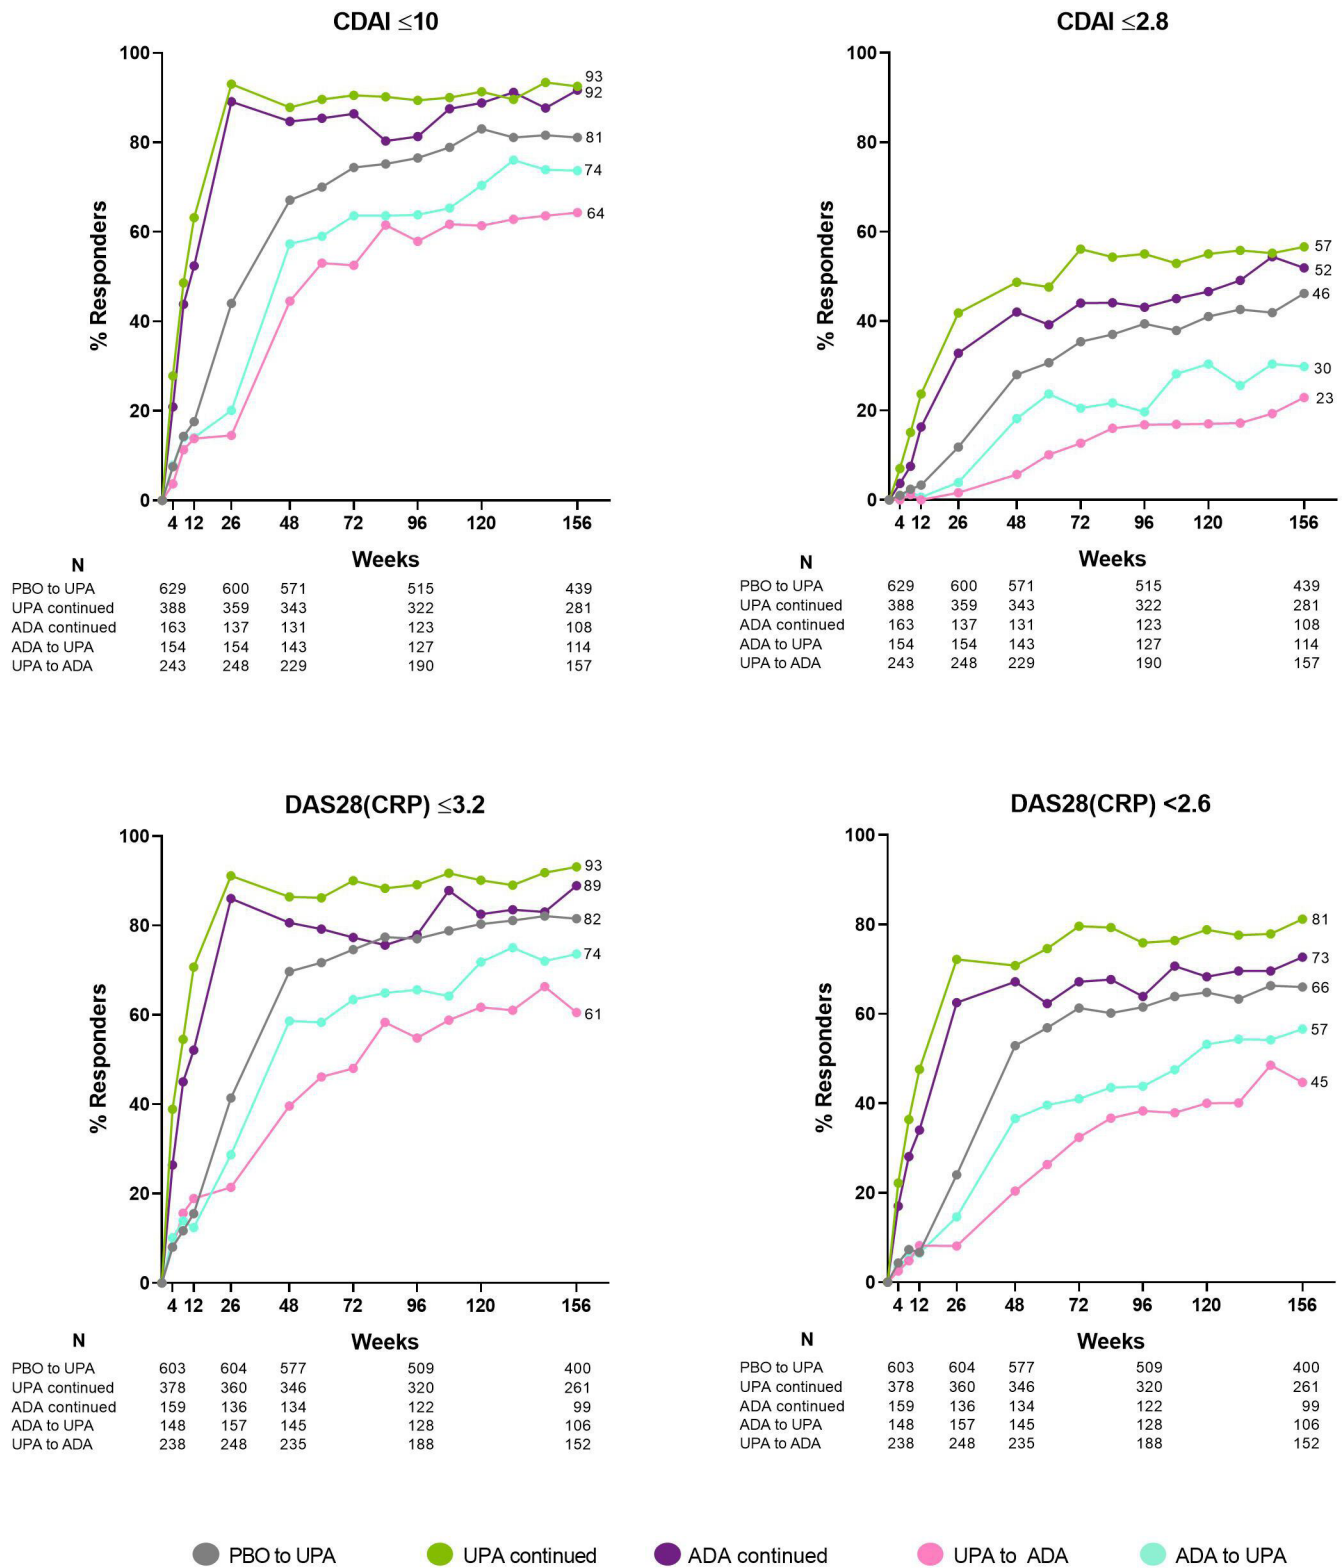 CDAI ≤10
100
80
60
40
20
0
% Responders
93
92
81
74
64
4 12 26 48 72 96 120 156
Weeks
N
PBO to UPA 629 600 571 515 439
UPA continued 388 359 343 322 281
ADA continued 163 137 131 123 108
ADA to UPA 154 154 143 127 114
UPA to ADA 243 248 229 190 157
CDAI ≤2.8
100
80
60
40
20
0
% Responders
57
52
46
30
23
4 12 26 48 72 96 120 156
Weeks
N
PBO to UPA 629 600 571 515 439
UPA continued 388 359 343 322 281
ADA continued 163 137 131 123 108
ADA to UPA 154 154 143 127 114
UPA to ADA 243 248 229 190 157
DAS28(CRP) ≤3.2
100
80
60
40
20
0
% Responders
93
89
82
74
61
4 12 26 48 72 96 120 156
Weeks
N
PBO to UPA 603 604 577 509 400
UPA continued 378 360 346 320 261
ADA continued 159 136 134 122 99
ADA to UPA 148 157 145 128 106
UPA to ADA 238 248 235 188 152
DAS28(CRP) <2.6
100
80
60
40
20
0
% Responders
81
73
66
57
45
4 12 26 48 72 96 120 156
Weeks
N
PBO to UPA 603 604 577 509 400
UPA continued 378 360 346 320 261
ADA continued 159 136 134 122 99
ADA to UPA 148 157 145 128 106
UPA to ADA 238 248 235 188 152
PBO to UPA UPA continued ADA continued UPA to ADA ADA to UPA